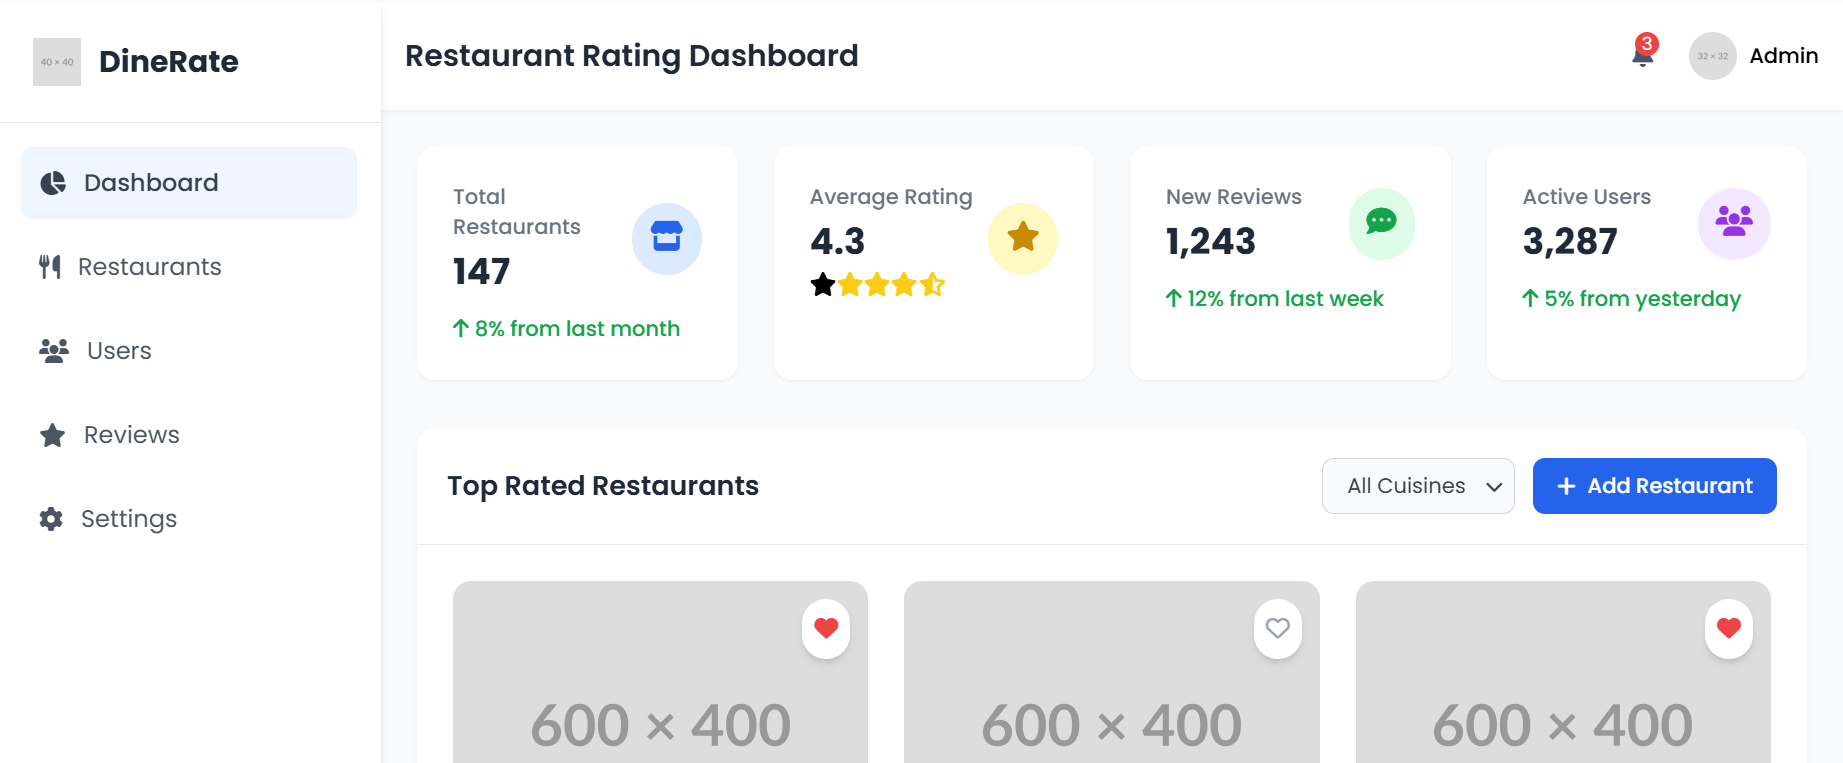 40 × 40
DineRate
Dashboard
Restaurants
Users
Reviews
Settings
Restaurant Rating Dashboard
3
32 × 32
Admin
Total
Restaurants
147
8% from last month
Average Rating
4.3
New Reviews
1,243
12% from last week
Active Users
3,287
5% from yesterday
Top Rated Restaurants
All Cuisines
Add Restaurant
600 × 400
600 × 400
600 × 400